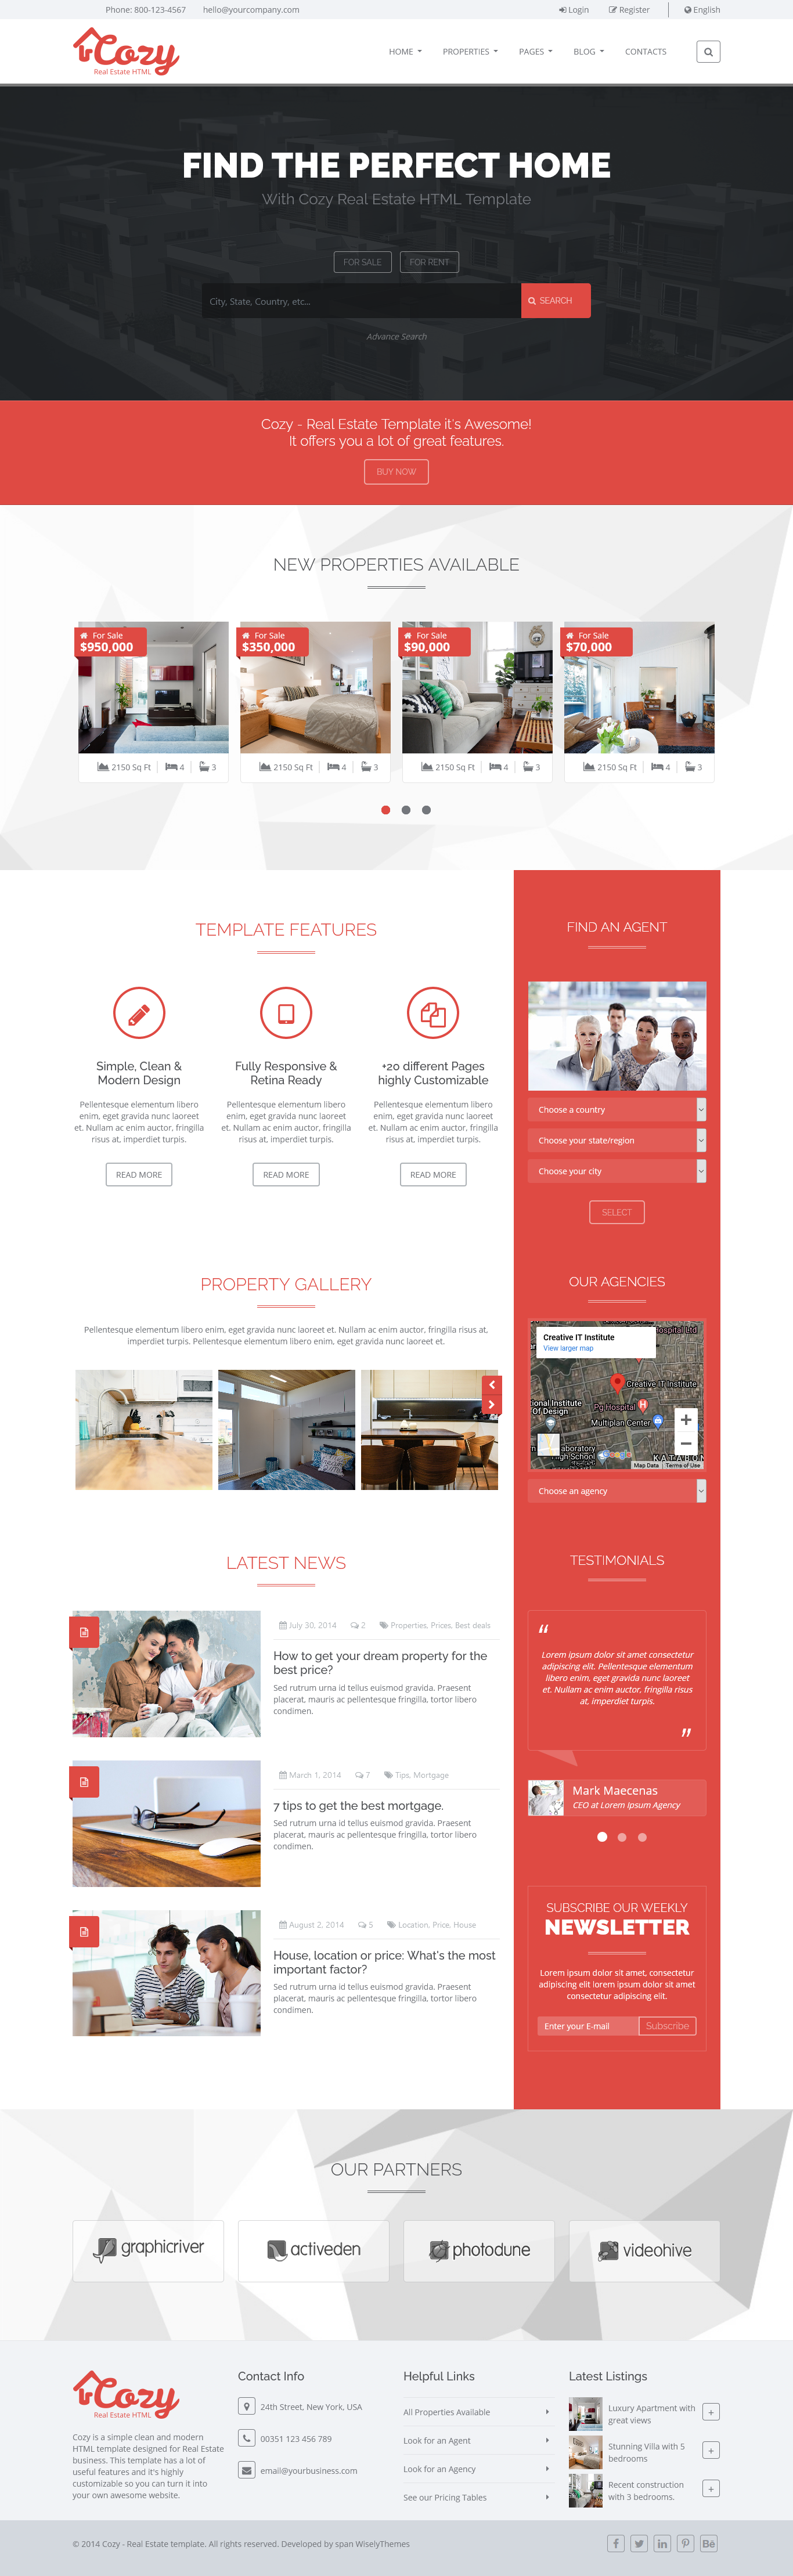 Phone: 800-123-4567 hello@yourcompany.com Login Register English
Cozy
Real Estate HTML
HOME PROPERTIES PAGES BLOG CONTACTS
FIND THE PERFECT HOME
With Cozy Real Estate HTML Template
FOR SALE FOR RENT
City, State, Country, etc... SEARCH
Advance Search
Cozy - Real Estate Template it's Awesome!
It offers you a lot of great features.
BUY NOW
NEW PROPERTIES AVAILABLE
For Sale
$950,000
2150 Sq Ft 4 3
For Sale
$350,000
2150 Sq Ft 4 3
For Sale
$90,000
2150 Sq Ft 4 3
For Sale
$70,000
2150 Sq Ft 4 3
TEMPLATE FEATURES
Simple, Clean &
Modern Design
Pellentesque elementum libero
enim, eget gravida nunc laoreet
et. Nullam ac enim auctor, fringilla
risus at, imperdiet turpis.
READ MORE
Fully Responsive &
Retina Ready
Pellentesque elementum libero
enim, eget gravida nunc laoreet
et. Nullam ac enim auctor, fringilla
risus at, imperdiet turpis.
READ MORE
+20 different Pages
highly Customizable
Pellentesque elementum libero
enim, eget gravida nunc laoreet
et. Nullam ac enim auctor, fringilla
risus at, imperdiet turpis.
READ MORE
PROPERTY GALLERY
Pellentesque elementum libero enim, eget gravida nunc laoreet et. Nullam ac enim auctor, fringilla risus at,
imperdiet turpis. Pellentesque elementum libero enim, eget gravida nunc laoreet et.
LATEST NEWS
July 30, 2014 2 Properties, Prices, Best deals
How to get your dream property for the
best price?
Sed rutrum urna id tellus euismod gravida. Praesent
placerat, mauris ac pellentesque fringilla, tortor libero
condimen.
March 1, 2014 7 Tips, Mortgage
7 tips to get the best mortgage.
Sed rutrum urna id tellus euismod gravida. Praesent
placerat, mauris ac pellentesque fringilla, tortor libero
condimen.
August 2, 2014 5 Location, Price, House
House, location or price: What's the most
important factor?
Sed rutrum urna id tellus euismod gravida. Praesent
placerat, mauris ac pellentesque fringilla, tortor libero
condimen.
FIND AN AGENT
Choose a country
Choose your state/region
Choose your city
SELECT
OUR AGENCIES
Creative IT Institute
View larger map
Hospital Ltd
Creative IT Institute
National Institute
Of Design
Pg Hospital
Multiplan Center
Laboratory
High School
Google
KATABON
Map Data Terms of Use
Choose an agency
TESTIMONIALS
“
Lorem ipsum dolor sit amet consectetur
adipiscing elit. Pellentesque elementum
libero enim, eget gravida nunc laoreet
et. Nullam ac enim auctor, fringilla risus
at, imperdiet turpis.
”
Mark Maecenas
CEO at Lorem Ipsum Agency
SUBSCRIBE OUR WEEKLY
NEWSLETTER
Lorem ipsum dolor sit amet, consectetur
adipiscing elit lorem ipsum dolor sit amet
consectetur adipiscing elit.
Enter your E-mail Subscribe
OUR PARTNERS
graphicriver activeden photodune videohive
Cozy
Real Estate HTML
Cozy is a simple clean and modern
HTML template designed for Real Estate
business. This template has a lot of
useful features and it's highly
customizable so you can turn it into
your own awesome website.
Contact Info
24th Street, New York, USA
00351 123 456 789
email@yourbusiness.com
Helpful Links
All Properties Available
Look for an Agent
Look for an Agency
See our Pricing Tables
Latest Listings
Luxury Apartment with
great views
Stunning Villa with 5
bedrooms
Recent construction
with 3 bedrooms.
© 2014 Cozy - Real Estate template. All rights reserved. Developed by span WiselyThemes